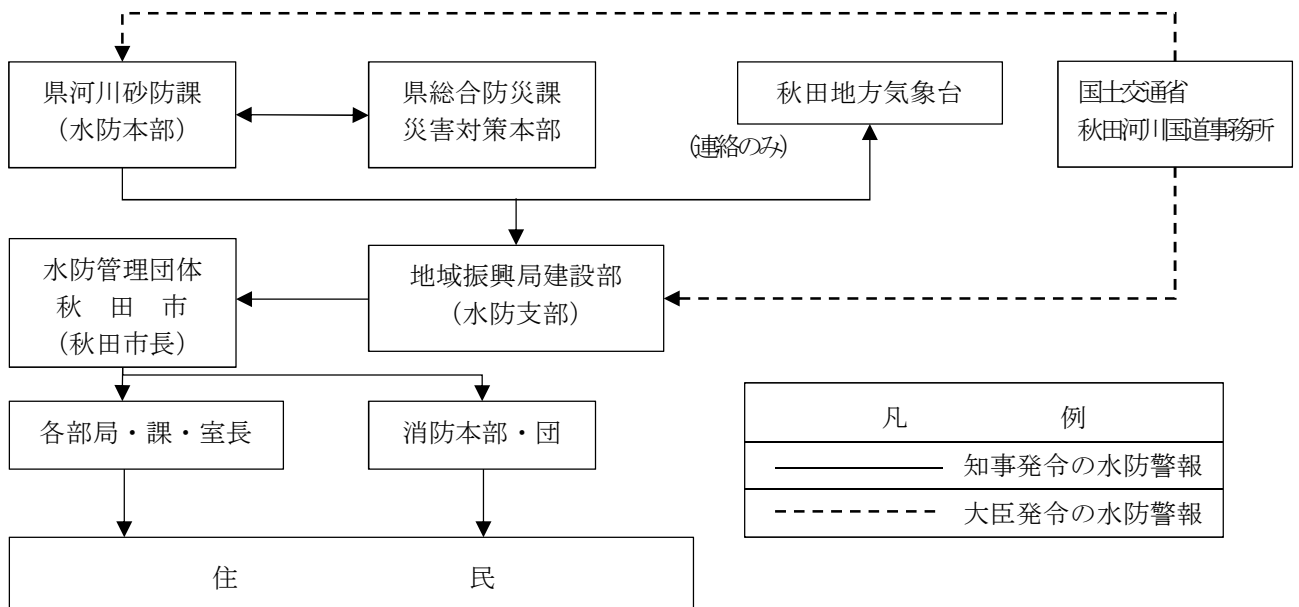 県河川砂防課
(水防本部)
県総合防災課
災害対策本部
秋田地方気象台
(連絡のみ)
国土交通省
秋田河川国道事務所
水防管理団体
秋　田　市
(秋田市長)
地域振興局建設部
(水防支部)
各部局・課・室長
消防本部・団
住　　　　　　民
凡　　　　例
知事発令の水防警報
大臣発令の水防警報